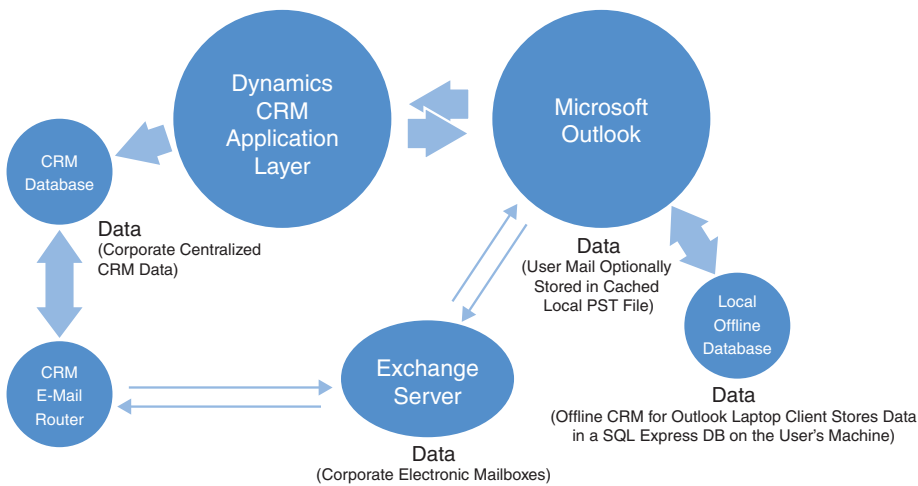 Dynamics
CRM
Application
Layer
Microsoft
Outlook
CRM
Database
Data
(Corporate Centralized
CRM Data)
Data
(User Mail Optionally
Stored in Cached
Local PST File)
Local
Offline
Database
CRM
E-Mail
Router
Exchange
Server
Data
(Offline CRM for Outlook Laptop Client Stores Data
in a SQL Express DB on the User's Machine)
Data
(Corporate Electronic Mailboxes)